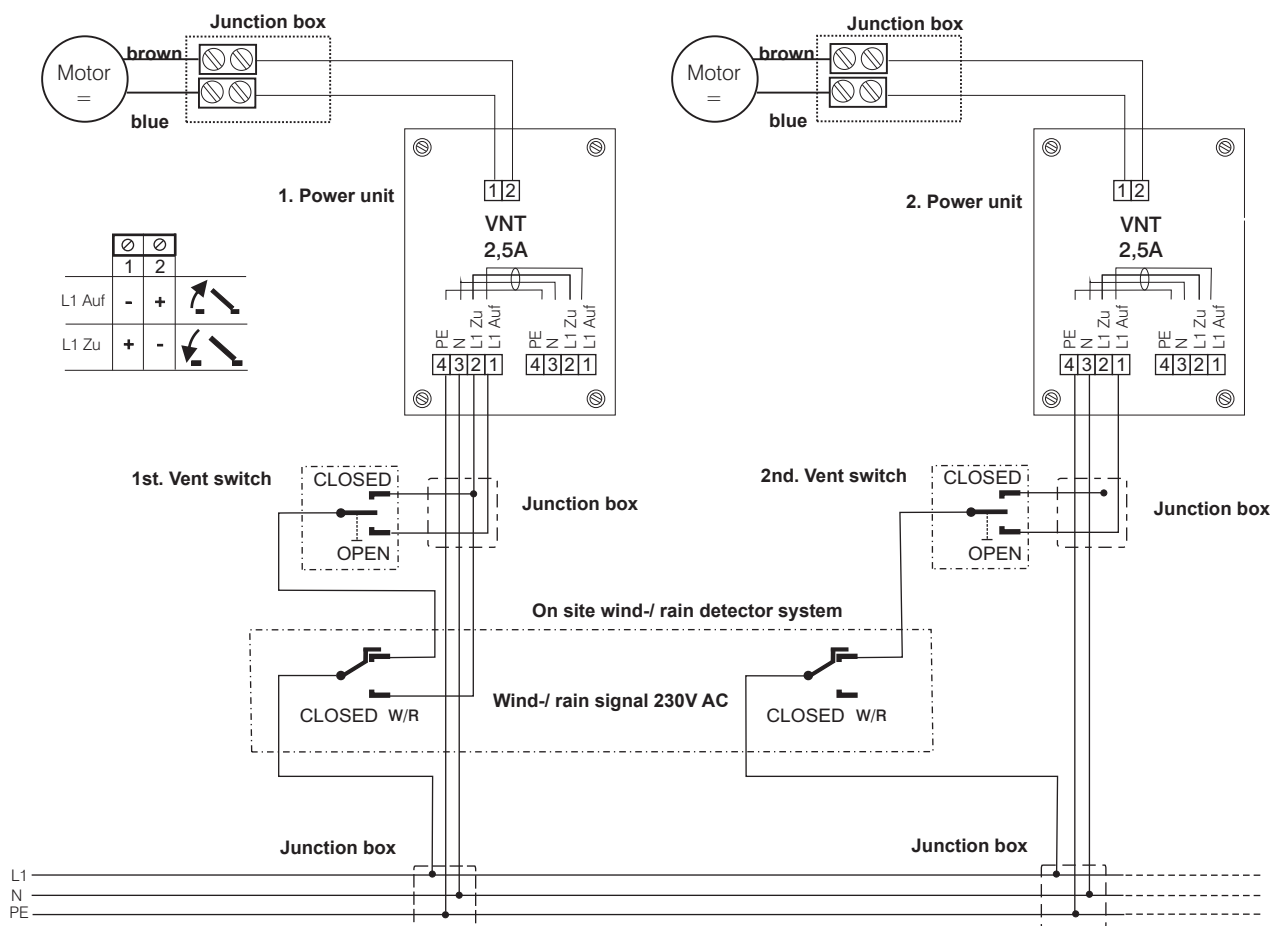 Junction box
brown
Motor
=
blue
1. Power unit
1 2
VNT
2,5A
PE
N
L1 Zu
L1 Auf
PE
N
L1 Zu
L1 Auf
4 3 2 1
4 3 2 1
1 2
L1 Auf - +
L1 Zu + -
Junction box
brown
Motor
=
blue
2. Power unit
1 2
VNT
2,5A
PE
N
L1 Zu
L1 Auf
PE
N
L1 Zu
L1 Auf
4 3 2 1
4 3 2 1
1st. Vent switch
CLOSED
OPEN
Junction box
2nd. Vent switch
CLOSED
OPEN
Junction box
On site wind-/ rain detector system
Wind-/ rain signal 230V AC
CLOSED W/R
CLOSED W/R
Junction box
Junction box
L1
N
PE